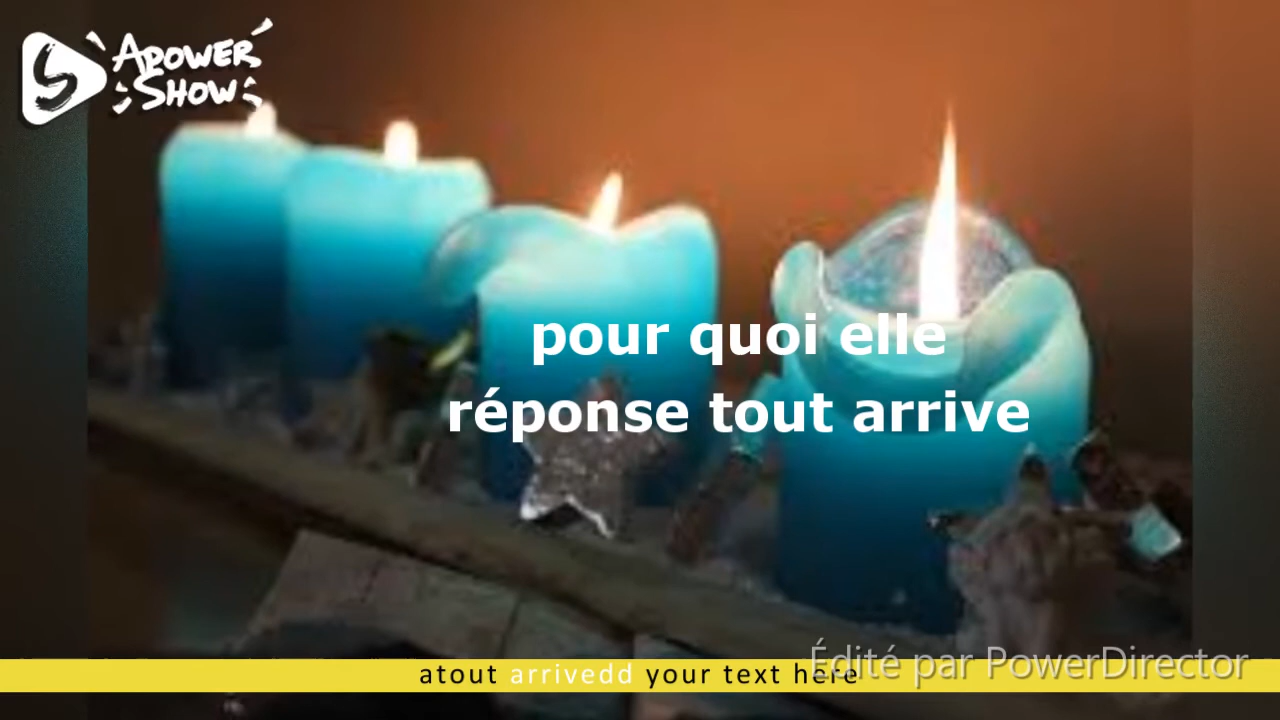 APOWER
SHOW
pour quoi elle
réponse tout arrive
atout arrivedd your text here
Édité par PowerDirector